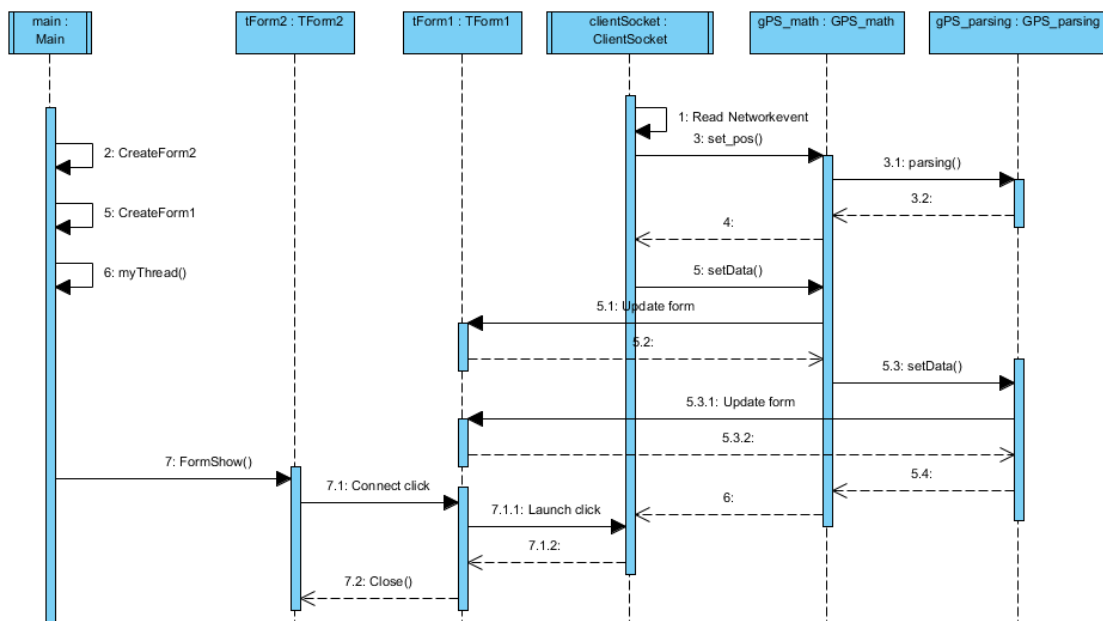 main :
Main
tForm2 : TForm2
tForm1 : TForm1
clientSocket :
ClientSocket
gPS_math : GPS_math
gPS_parsing : GPS_parsing
1: Read Networkevent
2: CreateForm2
3: set_pos()
3.1: parsing()
3.2:
5: CreateForm1
4:
6: myThread()
5: setData()
5.1: Update form
5.2:
5.3: setData()
5.3.1: Update form
5.3.2:
7: FormShow()
5.4:
7.1: Connect click
6:
7.1.1: Launch click
7.1.2:
7.2: Close()